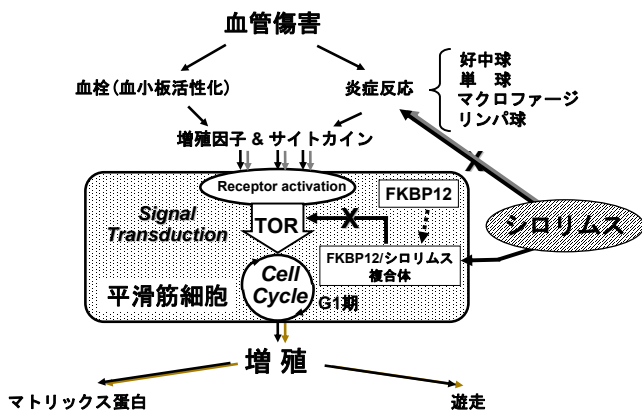 血管傷害
血栓(血小板活性化)
炎症反応
好中球
単　球
マクロファージ
リンパ球
増殖因子 & サイトカイン
X
Receptor activation
FKBP12
Signal
Transduction
TOR
X
シロリムス
FKBP12/シロリムス
複合体
Cell
Cycle
G1期
平滑筋細胞
増 殖
マトリックス蛋白
遊走